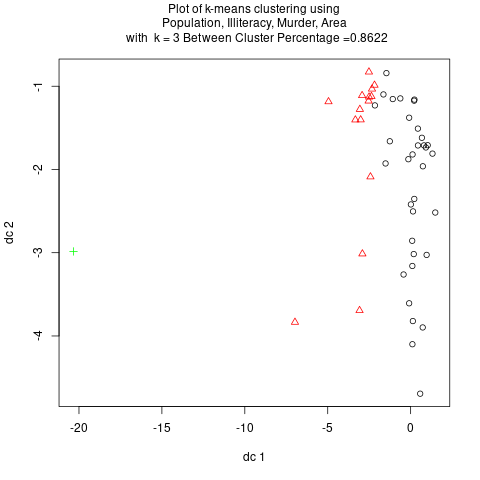 Plot of k-means clustering using
Population, Illiteracy, Murder, Area
with k = 3 Between Cluster Percentage =0.8622
-1
-2
-3
-4
dc 2
-20
-15
-10
-5
0
dc 1